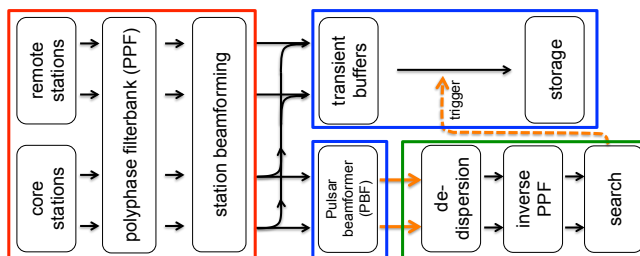 remote
stations
core
stations
polyphase filterbank (PPF)
station beamforming
transient
buffers
storage
trigger
Pulsar
beamformer
(PBF)
de-
dispersion
inverse
PPF
search